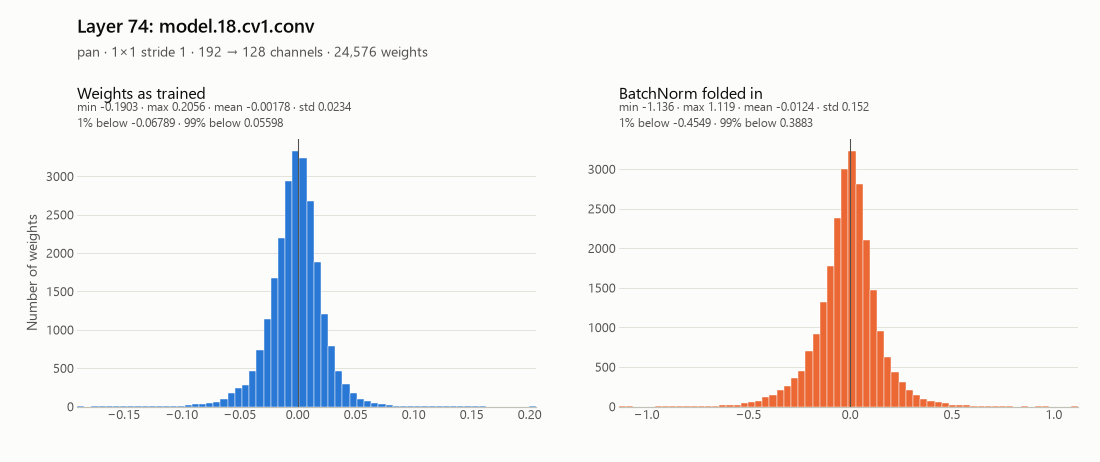 Layer 74: model.18.cv1.conv
pan · 1×1 stride 1 · 192 → 128 channels · 24,576 weights
Weights as trained
min -0.1903 · max 0.2056 · mean -0.00178 · std 0.0234
1% below -0.06789 · 99% below 0.05598
Number of weights
3000
2500
2000
1500
1000
500
0
−0.15 −0.10 −0.05 0.00 0.05 0.10 0.15 0.20
BatchNorm folded in
min -1.136 · max 1.119 · mean -0.0124 · std 0.152
1% below -0.4549 · 99% below 0.3883
3000
2500
2000
1500
1000
500
0
−1.0 −0.5 0.0 0.5 1.0